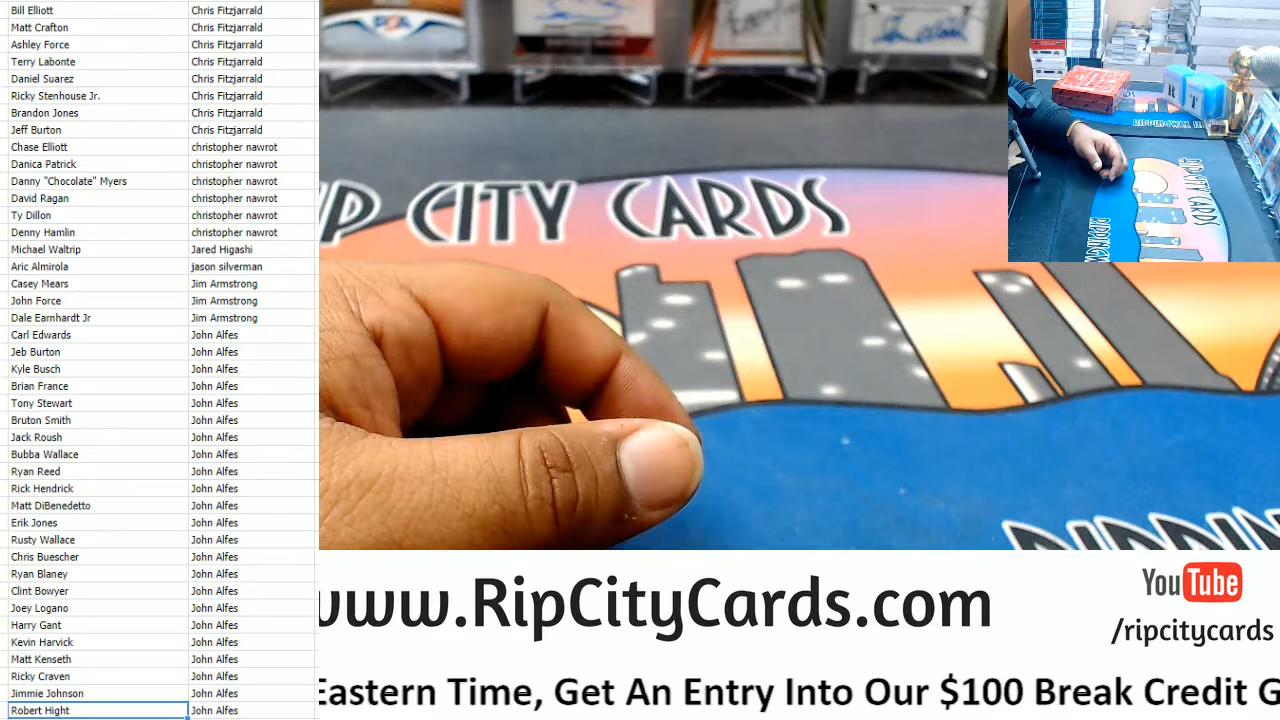 Bill Elliott Chris Fitzjarrald
Matt Crafton Chris Fitzjarrald
Ashley Force Chris Fitzjarrald
Terry Labonte Chris Fitzjarrald
Daniel Suarez Chris Fitzjarrald
Ricky Stenhouse Jr. Chris Fitzjarrald
Brandon Jones Chris Fitzjarrald
Jeff Burton Chris Fitzjarrald
Chase Elliott christopher nawrot
Danica Patrick christopher nawrot
Danny "Chocolate" Myers christopher nawrot
David Ragan christopher nawrot
Ty Dillon christopher nawrot
Denny Hamlin christopher nawrot
Michael Waltrip Jared Higashi
Aric Almirola jason silverman
Casey Mears Jim Armstrong
John Force Jim Armstrong
Dale Earnhardt Jr Jim Armstrong
Carl Edwards John Alfes
Jeb Burton John Alfes
Kyle Busch John Alfes
Brian France John Alfes
Tony Stewart John Alfes
Bruton Smith John Alfes
Jack Roush John Alfes
Bubba Wallace John Alfes
Ryan Reed John Alfes
Rick Hendrick John Alfes
Matt DiBenedetto John Alfes
Erik Jones John Alfes
Rusty Wallace John Alfes
Chris Buescher John Alfes
Ryan Blaney John Alfes
Clint Bowyer John Alfes
Joey Logano John Alfes
Harry Gant John Alfes
Kevin Harvick John Alfes
Matt Kenseth John Alfes
Ricky Craven John Alfes
Jimmie Johnson John Alfes
Robert Hight John Alfes
IP CITY CARDS
RIPPIN
RIP CITY CARDS
RIPPINGWAX
R T
www.RipCityCards.com
YouTube
/ripcitycards
Eastern Time, Get An Entry Into Our $100 Break Credit G